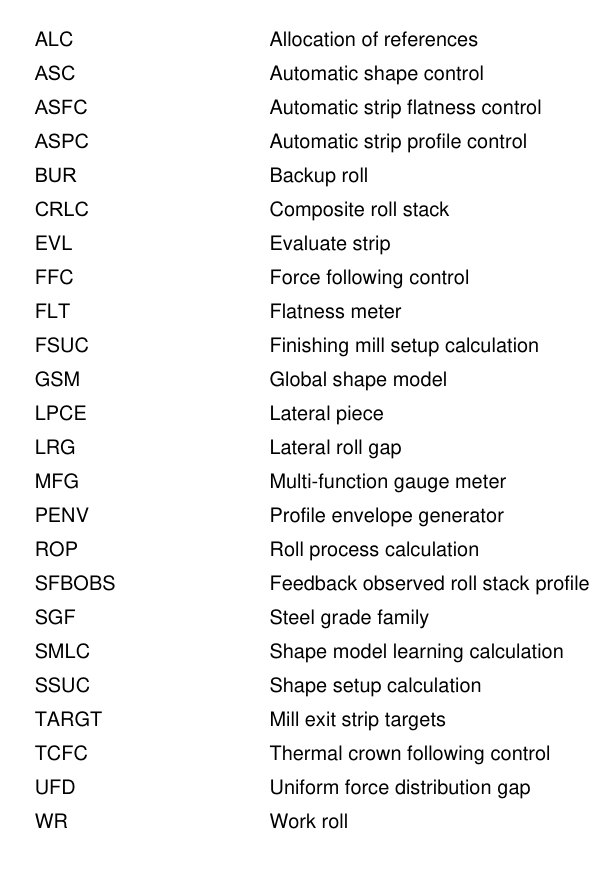 ALC Allocation of references
ASC Automatic shape control
ASFC Automatic strip flatness control
ASPC Automatic strip profile control
BUR Backup roll
CRLC Composite roll stack
EVL Evaluate strip
FFC Force following control
FLT Flatness meter
FSUC Finishing mill setup calculation
GSM Global shape model
LPCE Lateral piece
LRG Lateral roll gap
MFG Multi-function gauge meter
PENV Profile envelope generator
ROP Roll process calculation
SFBOBS Feedback observed roll stack profile
SGF Steel grade family
SMLC Shape model learning calculation
SSUC Shape setup calculation
TARGT Mill exit strip targets
TCFC Thermal crown following control
UFD Uniform force distribution gap
WR Work roll